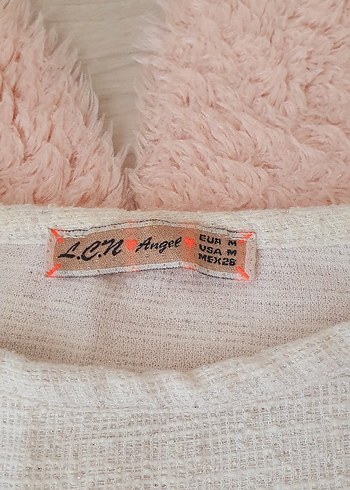 L.C.N ♥ Angel ♥
EUR M
USA M
MEX28